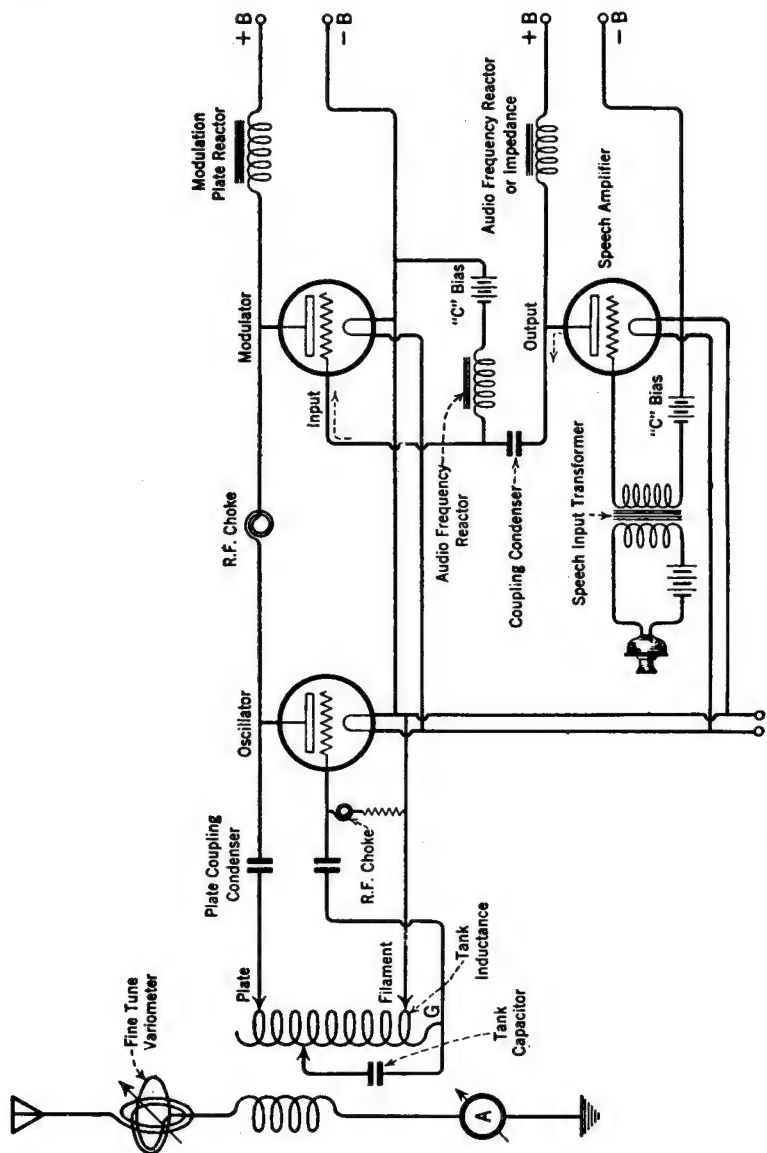 Fine Tune
Variometer
Plate
Filament
G
Tank
Inductance
Tank
Capacitor
A
Plate Coupling
Condenser
R.F. Choke
Oscillator
R.F. Choke
Modulator
Input
Modulation
Plate Reactor
+ B
- B
Audio Frequency
Reactor
"C" Bias
Coupling Condenser
Audio Frequency Reactor
or Impedance
Output
+ B
Speech Amplifier
Speech Input Transformer
"C" Bias
- B